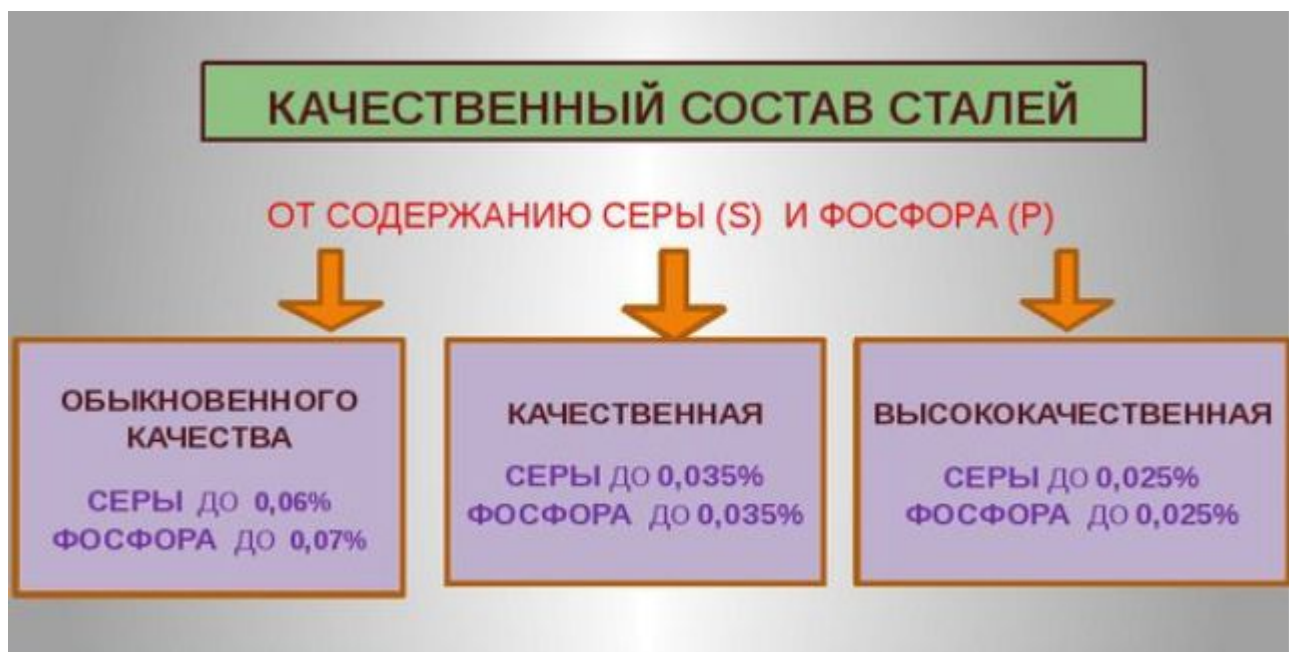 КАЧЕСТВЕННЫЙ СОСТАВ СТАЛЕЙ
ОТ СОДЕРЖАНИЮ СЕРЫ (S) И ФОСФОРА (P)
ОБЫКНОВЕННОГО
КАЧЕСТВА
СЕРЫ ДО 0,06%
ФОСФОРА ДО 0,07%
КАЧЕСТВЕННАЯ
СЕРЫ ДО 0,035%
ФОСФОРА ДО 0,035%
ВЫСОКОКАЧЕСТВЕННАЯ
СЕРЫ ДО 0,025%
ФОСФОРА ДО 0,025%